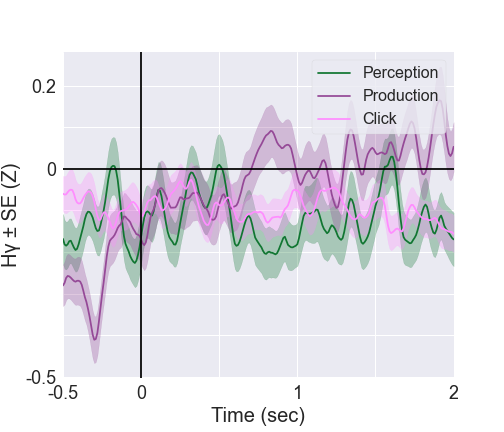 Perception
Production
Click
Hγ ± SE (Z)
0.2
0
-0.5
-0.5
0
1
2
Time (sec)